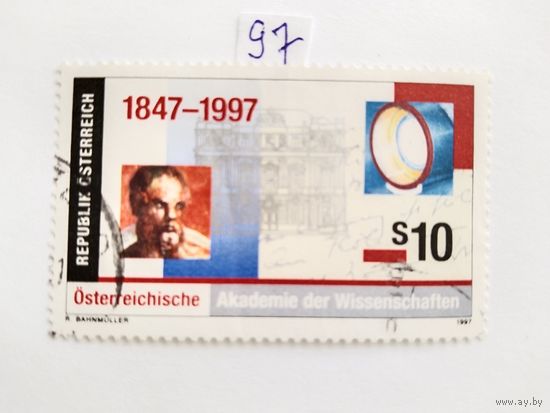 97
REPUBLIK ÖSTERREICH
1847–1997
S10
Österreichische Akademie der Wissenschaften
R. BAHNMÜLLER 1997
www.ay.by